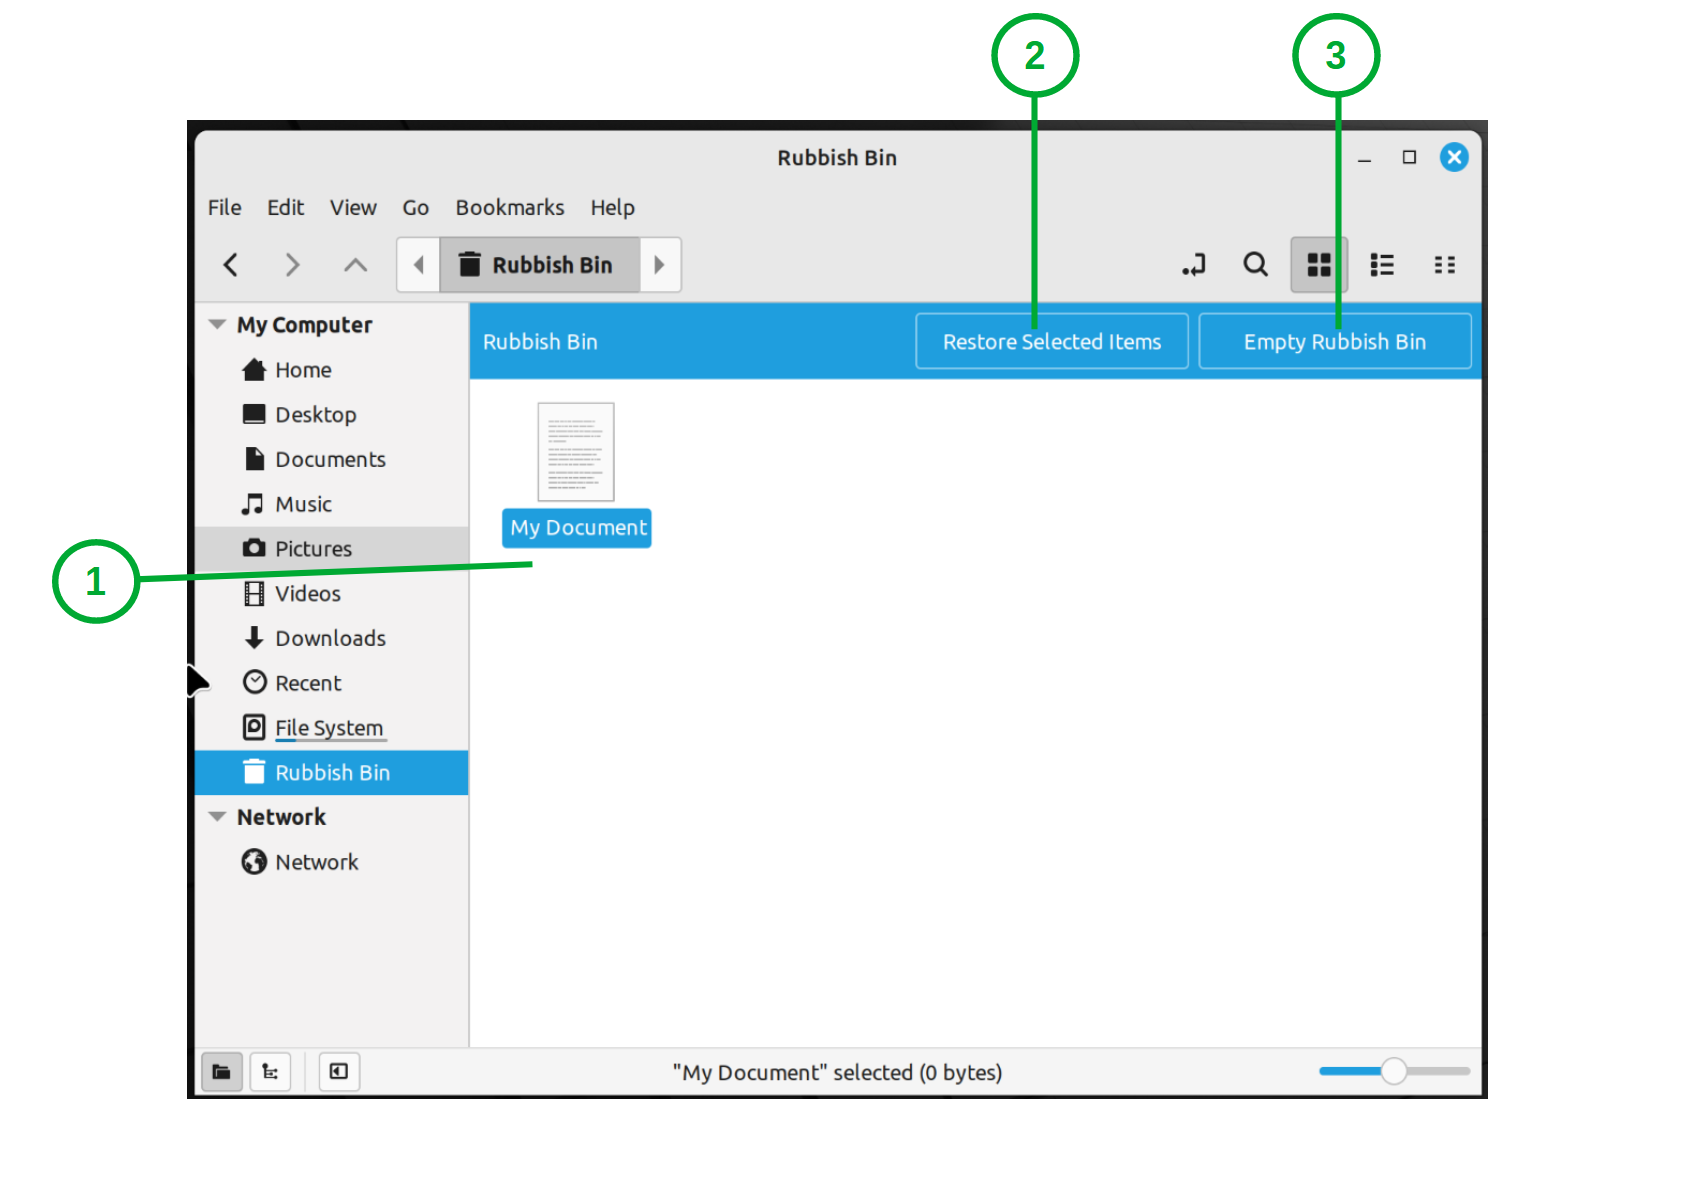 2
3
Rubbish Bin
File Edit View Go Bookmarks Help
Rubbish Bin
My Computer
Rubbish Bin
Restore Selected Items
Empty Rubbish Bin
Home
Desktop
Documents
Music
Pictures
My Document
1
Videos
Downloads
Recent
File System
Rubbish Bin
Network
Network
"My Document" selected (0 bytes)